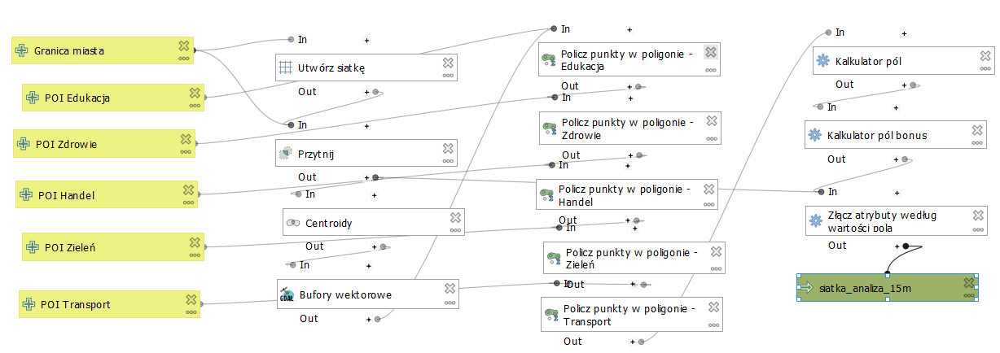 Granica miasta
POI Edukacja
POI Zdrowie
POI Handel
POI Zieleń
POI Transport
In
Utwórz siatkę
Out
In
Przytnij
Out
In
Centroidy
Out
In
GDAL
Bufory wektorowe
Out
In
Policz punkty w poligonie -
Edukacja
Out
In
Policz punkty w poligonie -
Zdrowie
Out
In
Policz punkty w poligonie -
Handel
Out
In
Policz punkty w poligonie -
Zieleń
Out
In
Policz punkty w poligonie -
Transport
Out
In
Kalkulator pól
Out
In
Kalkulator pól bonus
Out
In
Złącz atrybuty według
wartości pola
Out
siatka_analiza_15m